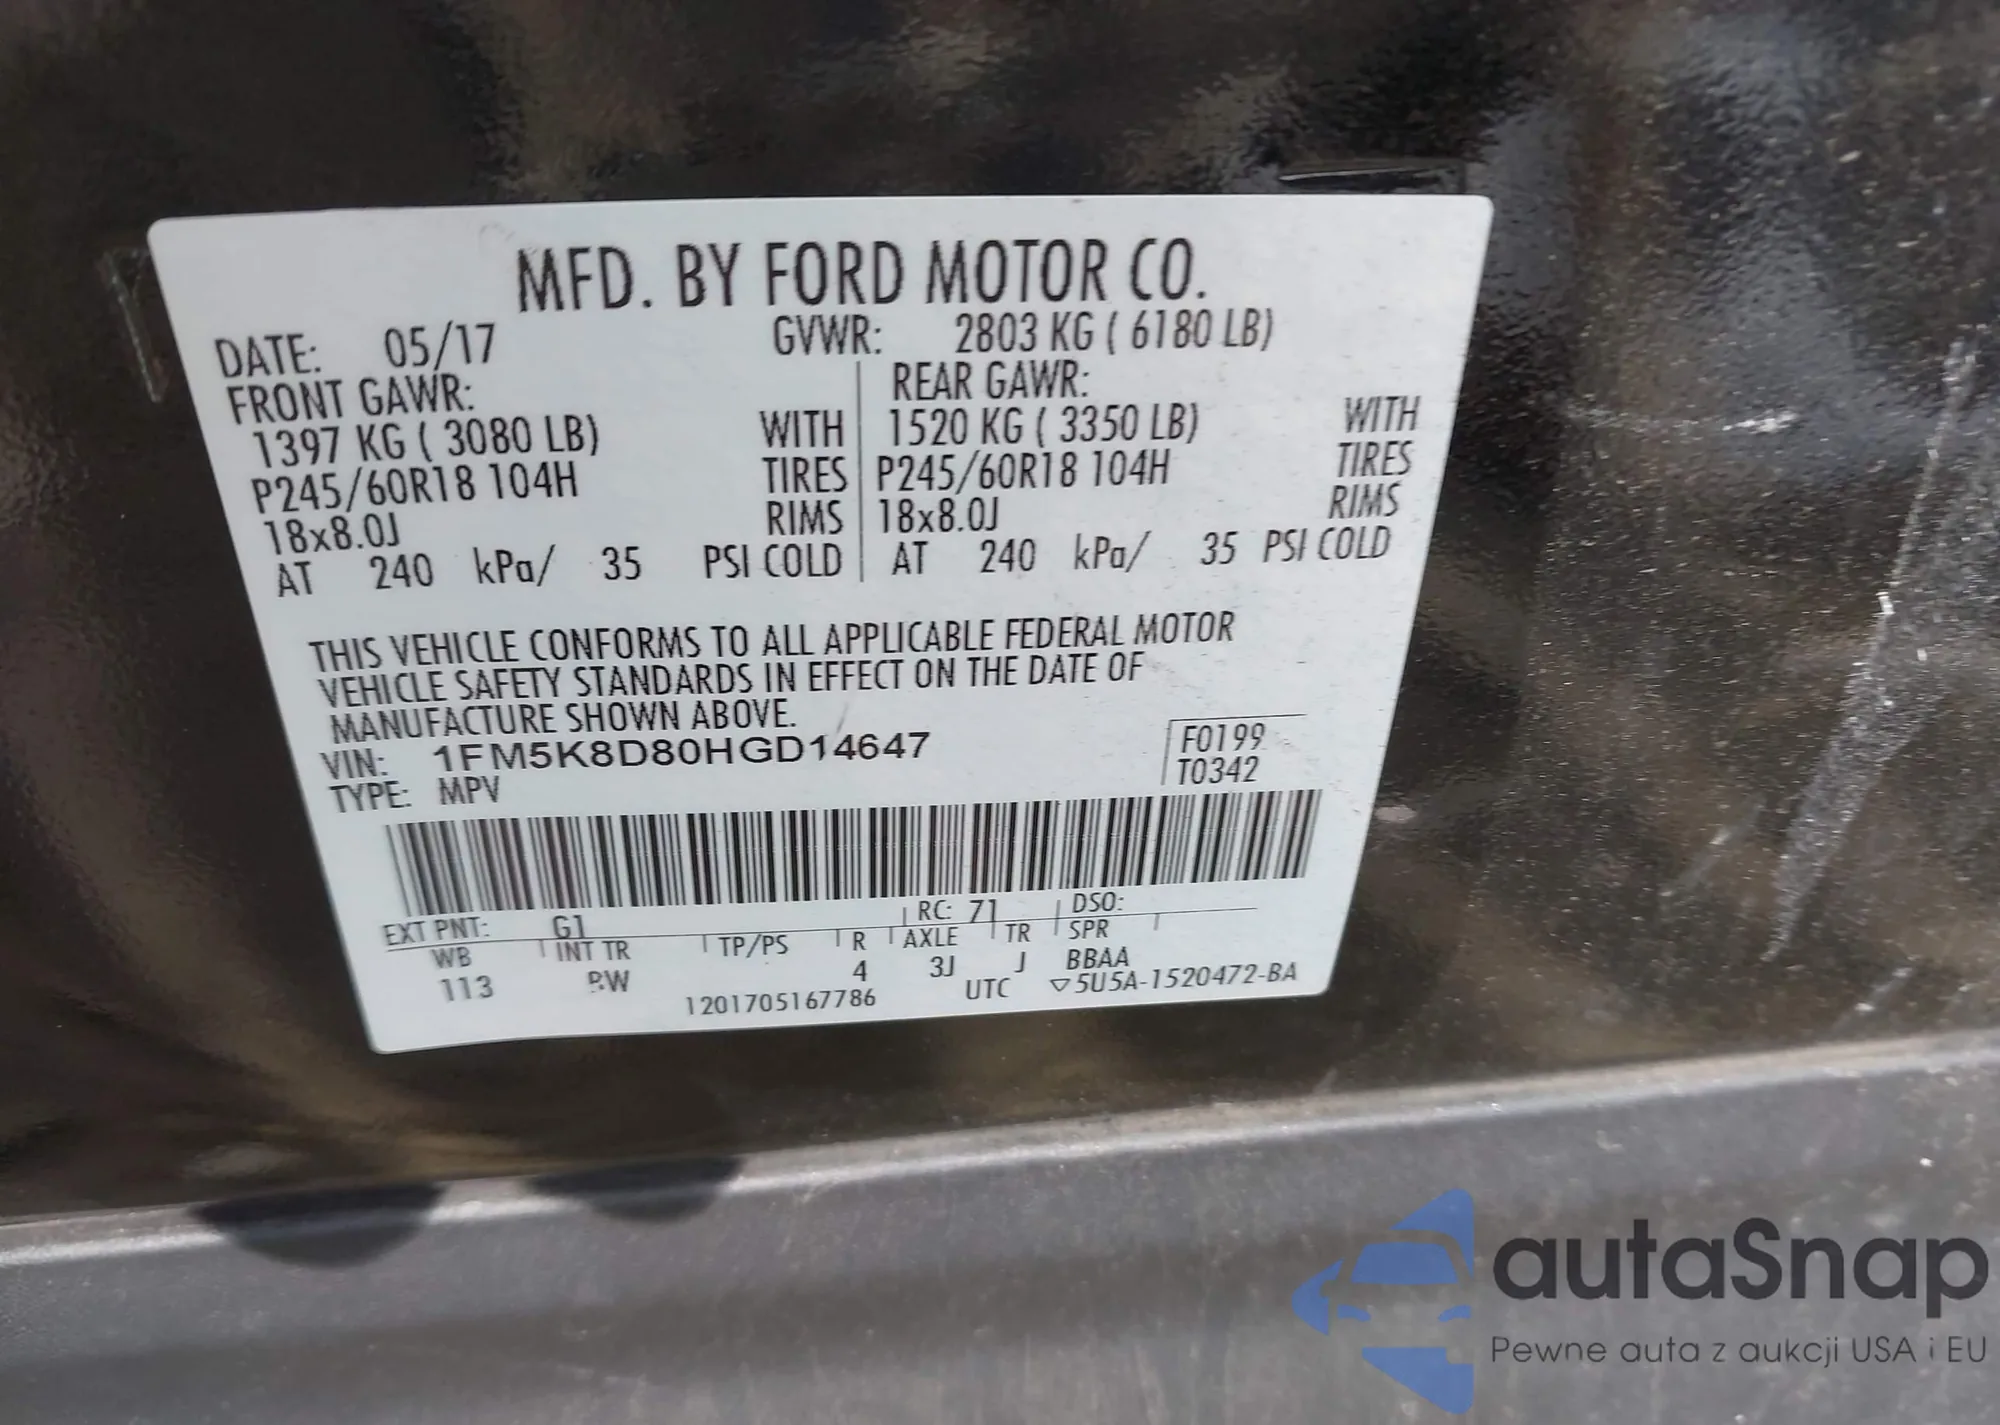 MFD. BY FORD MOTOR CO.
DATE: 05/17 GVWR: 2803 KG ( 6180 LB)
FRONT GAWR: REAR GAWR:
1397 KG ( 3080 LB) WITH 1520 KG ( 3350 LB) WITH
P245/60R18 104H TIRES P245/60R18 104H TIRES
18x8.0J RIMS 18x8.0J RIMS
AT 240 kPa/ 35 PSI COLD AT 240 kPa/ 35 PSI COLD
THIS VEHICLE CONFORMS TO ALL APPLICABLE FEDERAL MOTOR
VEHICLE SAFETY STANDARDS IN EFFECT ON THE DATE OF
MANUFACTURE SHOWN ABOVE.
VIN: 1FM5K8D80HGD14647 F0199
TYPE: MPV T0342
EXT PNT: G1 RC: 71 DSO:
WB INT TR TP/PS R AXLE TR SPR
113 4 3J J BBAA
1201705167786 UTC ▽5U5A-1520472-BA
autaSnap
Pewne auta z aukcji USA i EU